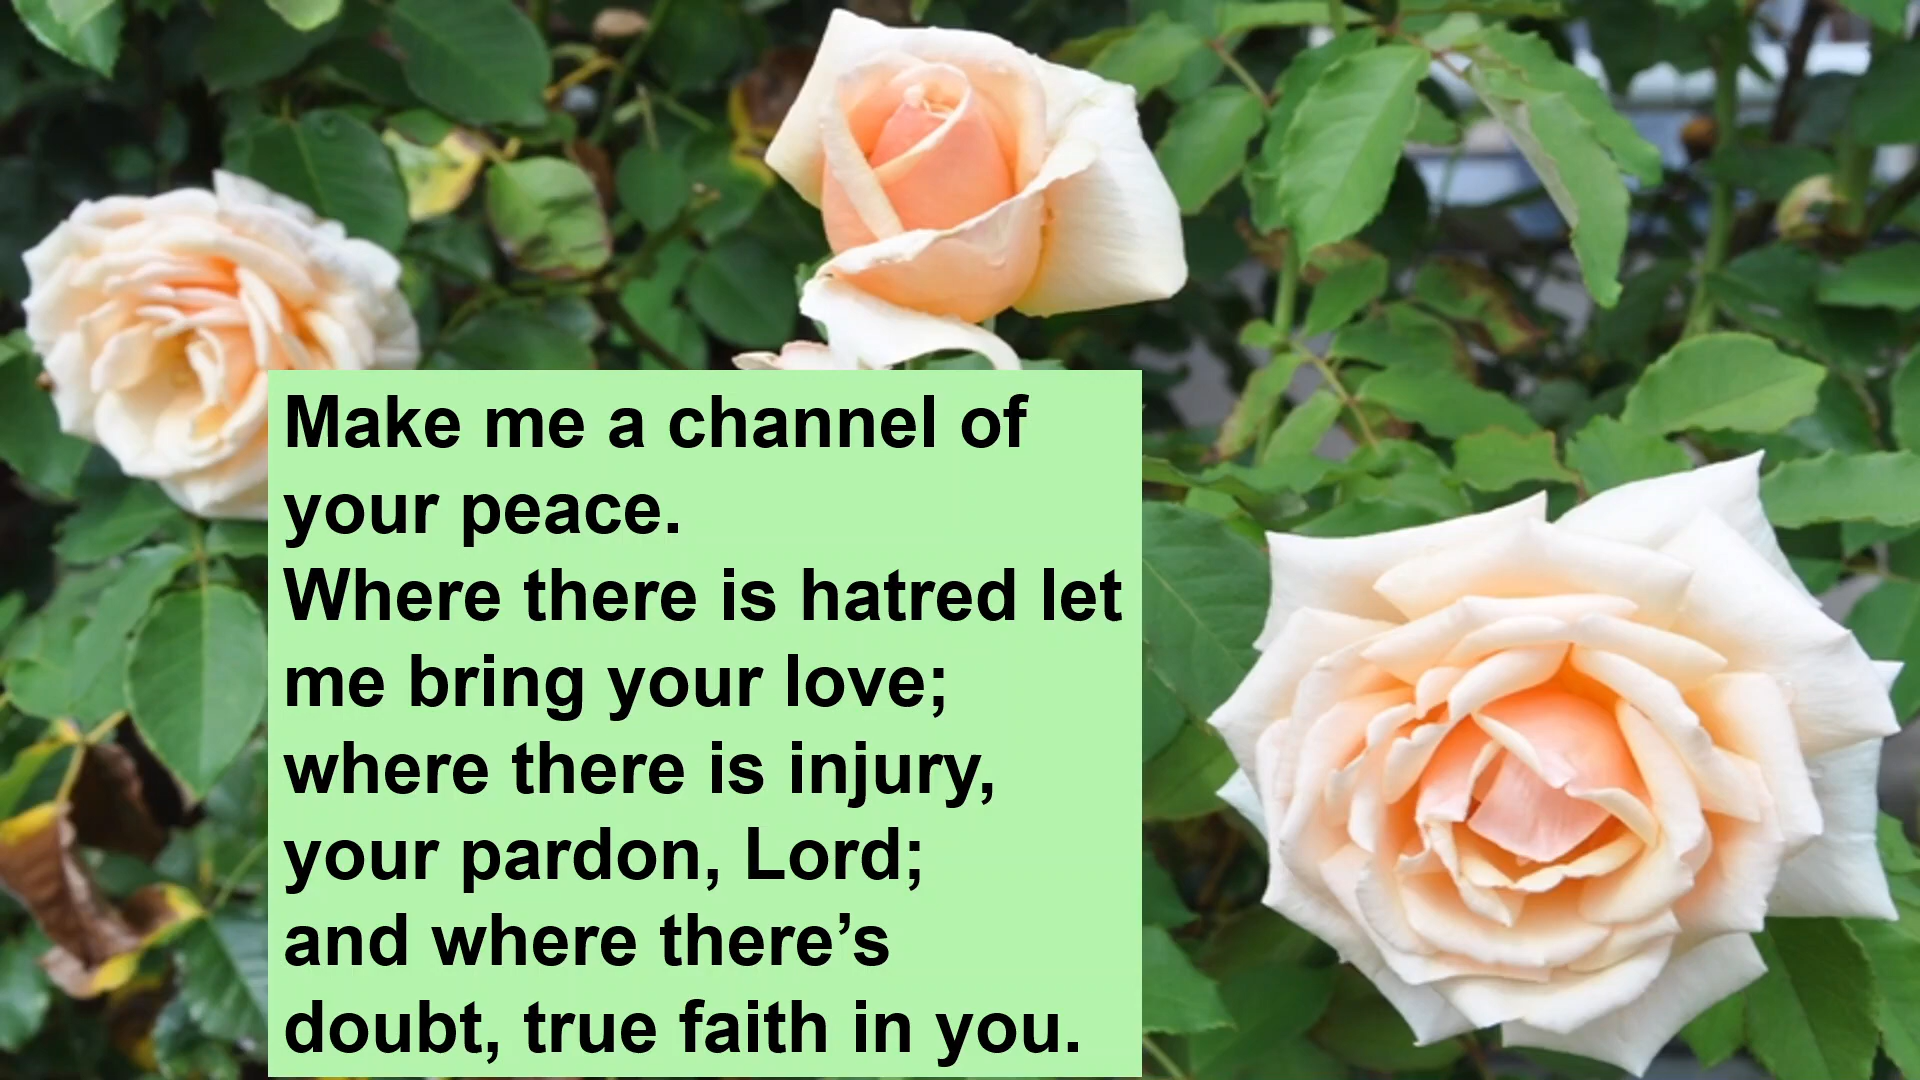 Make me a channel of
your peace.
Where there is hatred let
me bring your love;
where there is injury,
your pardon, Lord;
and where there’s
doubt, true faith in you.